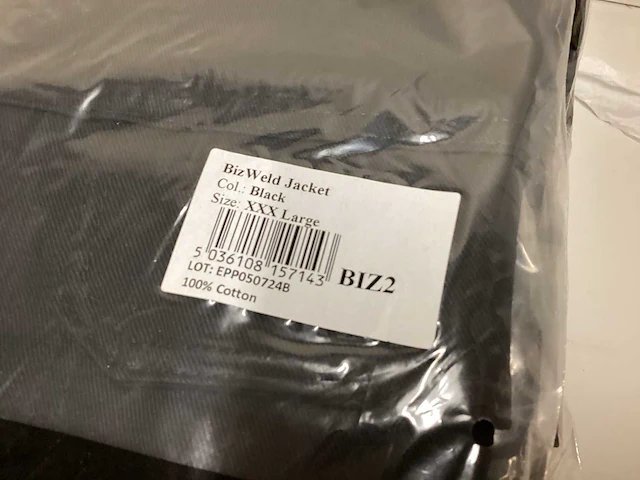 BizWeld Jacket
Col.: Black
Size: XXX Large
5 036108 157143
BIZ2
LOT: EPP050724B
100% Cotton